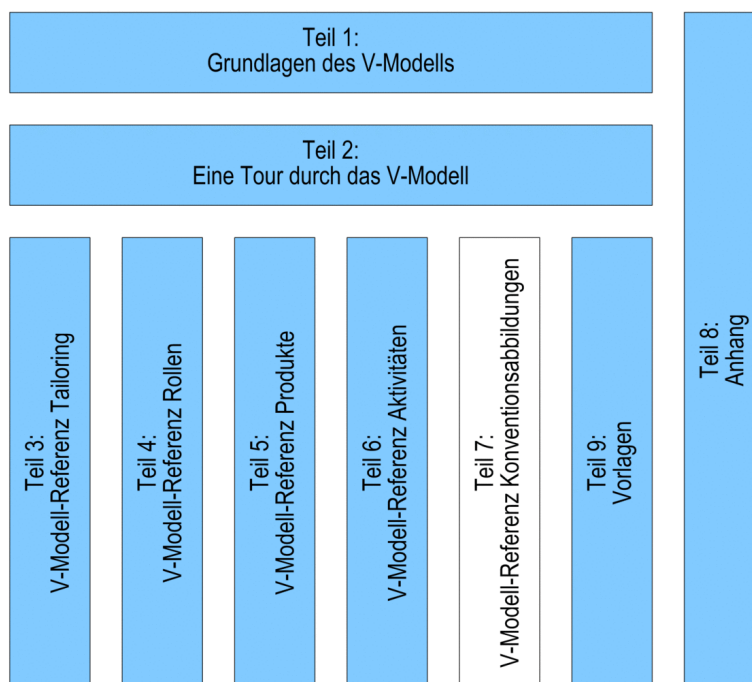 Teil 1:
Grundlagen des V-Modells
Teil 2:
Eine Tour durch das V-Modell
Teil 3:
V-Modell-Referenz Tailoring
Teil 4:
V-Modell-Referenz Rollen
Teil 5:
V-Modell-Referenz Produkte
Teil 6:
V-Modell-Referenz Aktivitäten
Teil 7:
V-Modell-Referenz Konventionsabbildungen
Teil 9:
Vorlagen
Teil 8:
Anhang